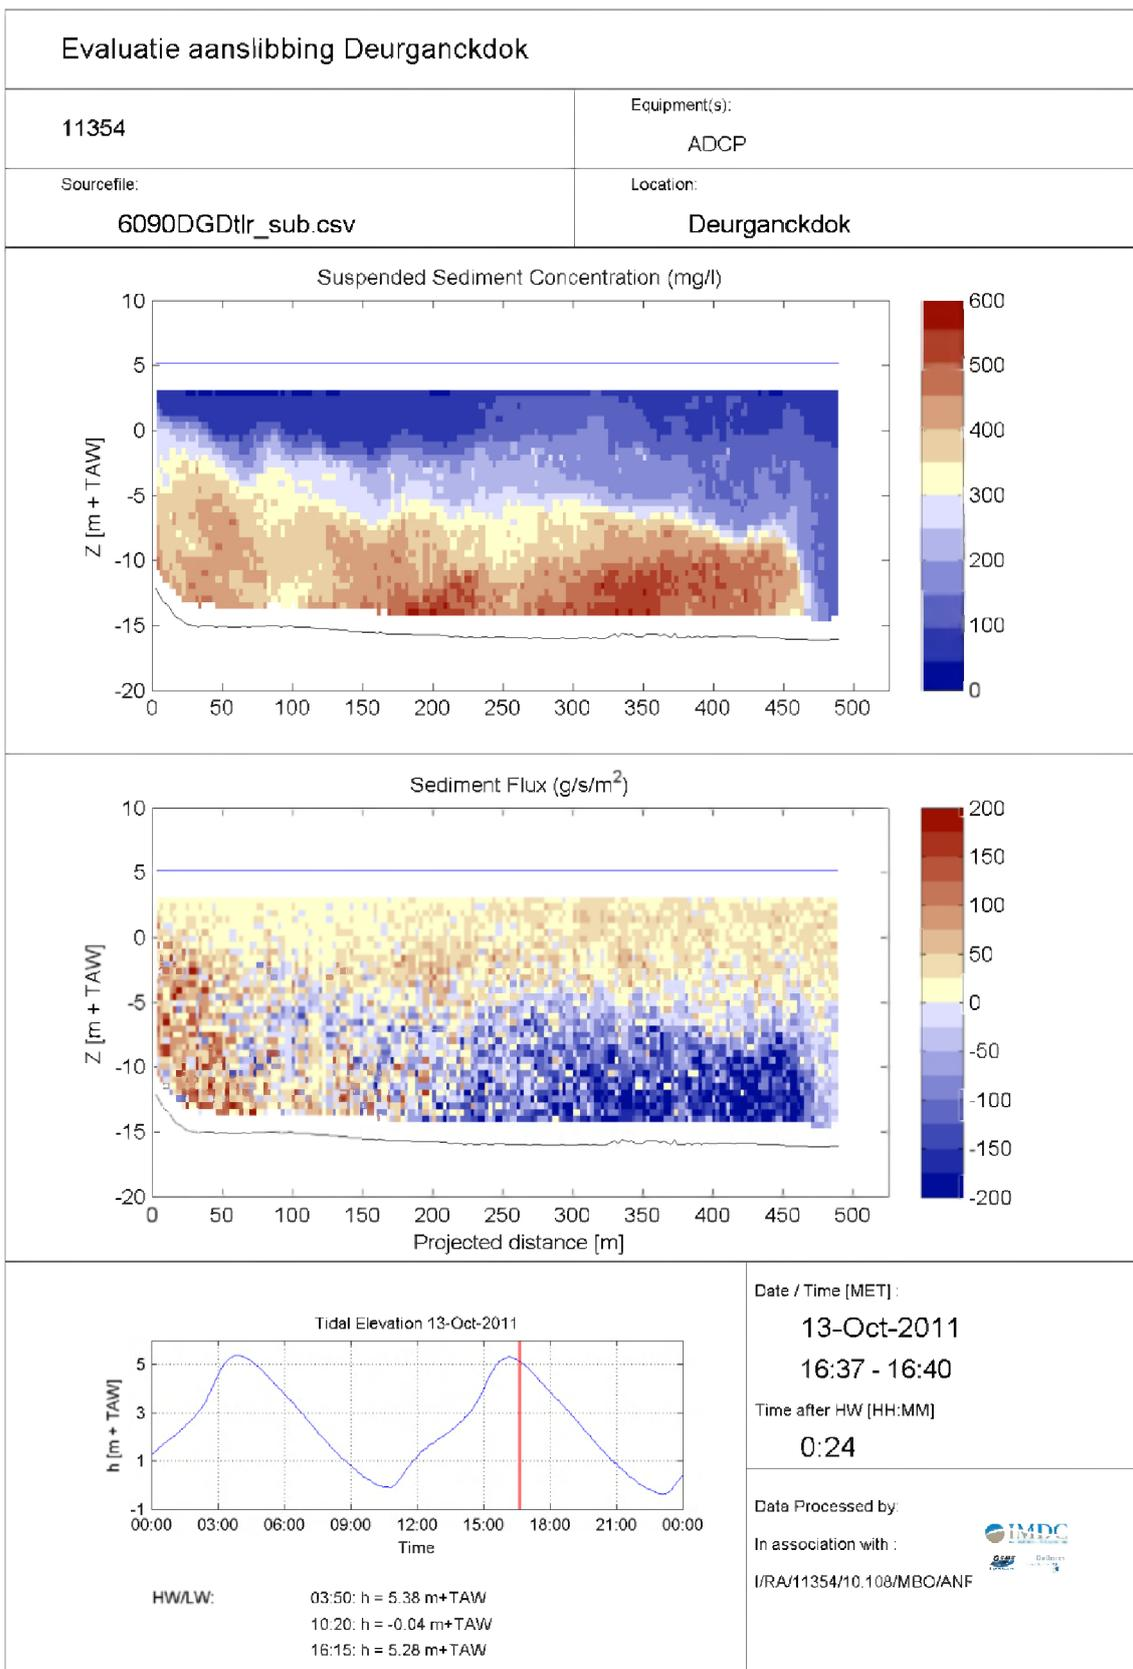 Evaluatie aanslibbing Deurganckdok
11354
Equipment(s):
ADCP
Sourcefile:
6090DGDtlr_sub.csv
Location:
Deurganckdok
Suspended Sediment Concentration (mg/l)
10
5
0
-5
-10
-15
-20
Z [m + TAW]
0 50 100 150 200 250 300 350 400 450 500
600
500
400
300
200
100
0
Sediment Flux (g/s/m²)
10
5
0
-5
-10
-15
-20
Z [m + TAW]
0 50 100 150 200 250 300 350 400 450 500
Projected distance [m]
200
150
100
50
0
-50
-100
-150
-200
Tidal Elevation 13-Oct-2011
5
3
1
-1
h [m + TAW]
00:00 03:00 06:00 09:00 12:00 15:00 18:00 21:00 00:00
Time
HW/LW:
03:50: h = 5.38 m+TAW
10:20: h = -0.04 m+TAW
16:15: h = 5.28 m+TAW
Date / Time [MET] :
13-Oct-2011
16:37 - 16:40
Time after HW [HH:MM]
0:24
Data Processed by:
IMDC
In association with :
I/RA/11354/10.108/MBO/ANF